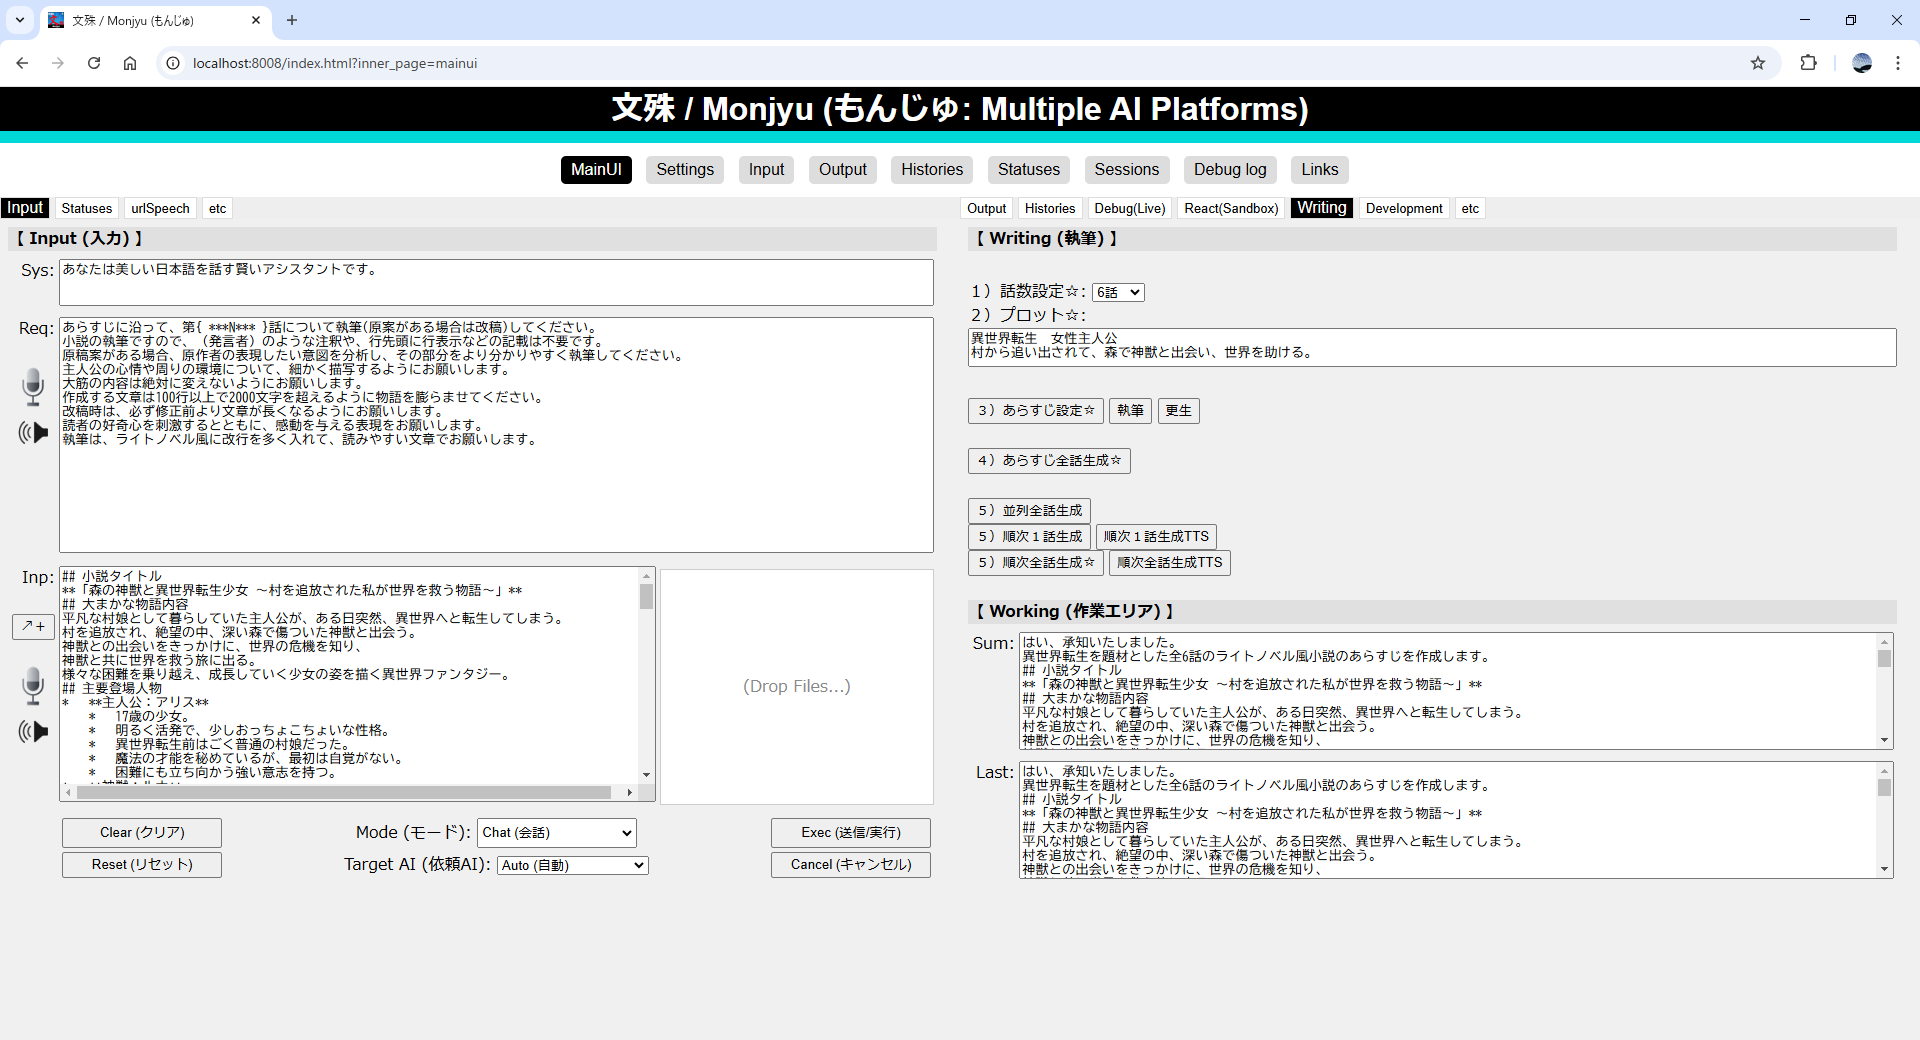 文殊 / Monjyu (もんじゅ)
localhost:8008/index.html?inner_page=mainui
文殊 / Monjyu (もんじゅ: Multiple AI Platforms)
MainUI Settings Input Output Histories Statuses Sessions Debug log Links
Input Statuses urlSpeech etc
Output Histories Debug(Live) React(Sandbox) Writing Development etc
【 Input (入力) 】
Sys:
あなたは美しい日本語を話す賢いアシスタントです。
Req:
あらすじに沿って、第{ ***N*** }話について執筆(原案がある場合は改稿)してください。
小説の執筆ですので、（発言者）のような注釈や、行先頭に行表示などの記載は不要です。
原稿案がある場合、原作者の表現したい意図を分析し、その部分をより分かりやすく執筆してください。
主人公の心情や周りの環境について、細かく描写するようにお願いします。
大筋の内容は絶対に変えないようにお願いします。
作成する文章は100行以上で2000文字を超えるように物語を膨らませてください。
改稿時は、必ず修正前より文章が長くなるようにお願いします。
読者の好奇心を刺激するとともに、感動を与える表現をお願いします。
執筆は、ライトノベル風に改行を多く入れて、読みやすい文章でお願いします。
Inp:
## 小説タイトル
**「森の神獣と異世界転生少女 ～村を追放された私が世界を救う物語～」**
## 大まかな物語内容
平凡な村娘として暮らしていた主人公が、ある日突然、異世界へと転生してしまう。
村を追放され、絶望の中、深い森で傷ついた神獣と出会う。
神獣との出会いをきっかけに、世界の危機を知り、
神獣と共に世界を救う旅に出る。
様々な困難を乗り越え、成長していく少女の姿を描く異世界ファンタジー。
## 主要登場人物
* **主人公：アリス**
* 17歳の少女。
* 明るく活発で、少しおっちょこちょいな性格。
* 異世界転生前はごく普通の村娘だった。
* 魔法の才能を秘めているが、最初は自覚がない。
* 困難にも立ち向かう強い意志を持つ。
↗+
(Drop Files...)
Clear (クリア)
Mode (モード): Chat (会話)
Exec (送信/実行)
Reset (リセット)
Target AI (依頼AI): Auto (自動)
Cancel (キャンセル)
【 Writing (執筆) 】
１）話数設定☆: 6話
２）プロット☆:
異世界転生　女性主人公
村から追い出されて、森で神獣と出会い、世界を助ける。
３）あらすじ設定☆ 執筆 更生
４）あらすじ全話生成☆
５）並列全話生成
５）順次１話生成 順次１話生成TTS
５）順次全話生成☆ 順次全話生成TTS
【 Working (作業エリア) 】
Sum:
はい、承知いたしました。
異世界転生を題材とした全6話のライトノベル風小説のあらすじを作成します。
## 小説タイトル
**「森の神獣と異世界転生少女 ～村を追放された私が世界を救う物語～」**
## 大まかな物語内容
平凡な村娘として暮らしていた主人公が、ある日突然、異世界へと転生してしまう。
村を追放され、絶望の中、深い森で傷ついた神獣と出会う。
神獣との出会いをきっかけに、世界の危機を知り、
Last:
はい、承知いたしました。
異世界転生を題材とした全6話のライトノベル風小説のあらすじを作成します。
## 小説タイトル
**「森の神獣と異世界転生少女 ～村を追放された私が世界を救う物語～」**
## 大まかな物語内容
平凡な村娘として暮らしていた主人公が、ある日突然、異世界へと転生してしまう。
村を追放され、絶望の中、深い森で傷ついた神獣と出会う。
神獣との出会いをきっかけに、世界の危機を知り、